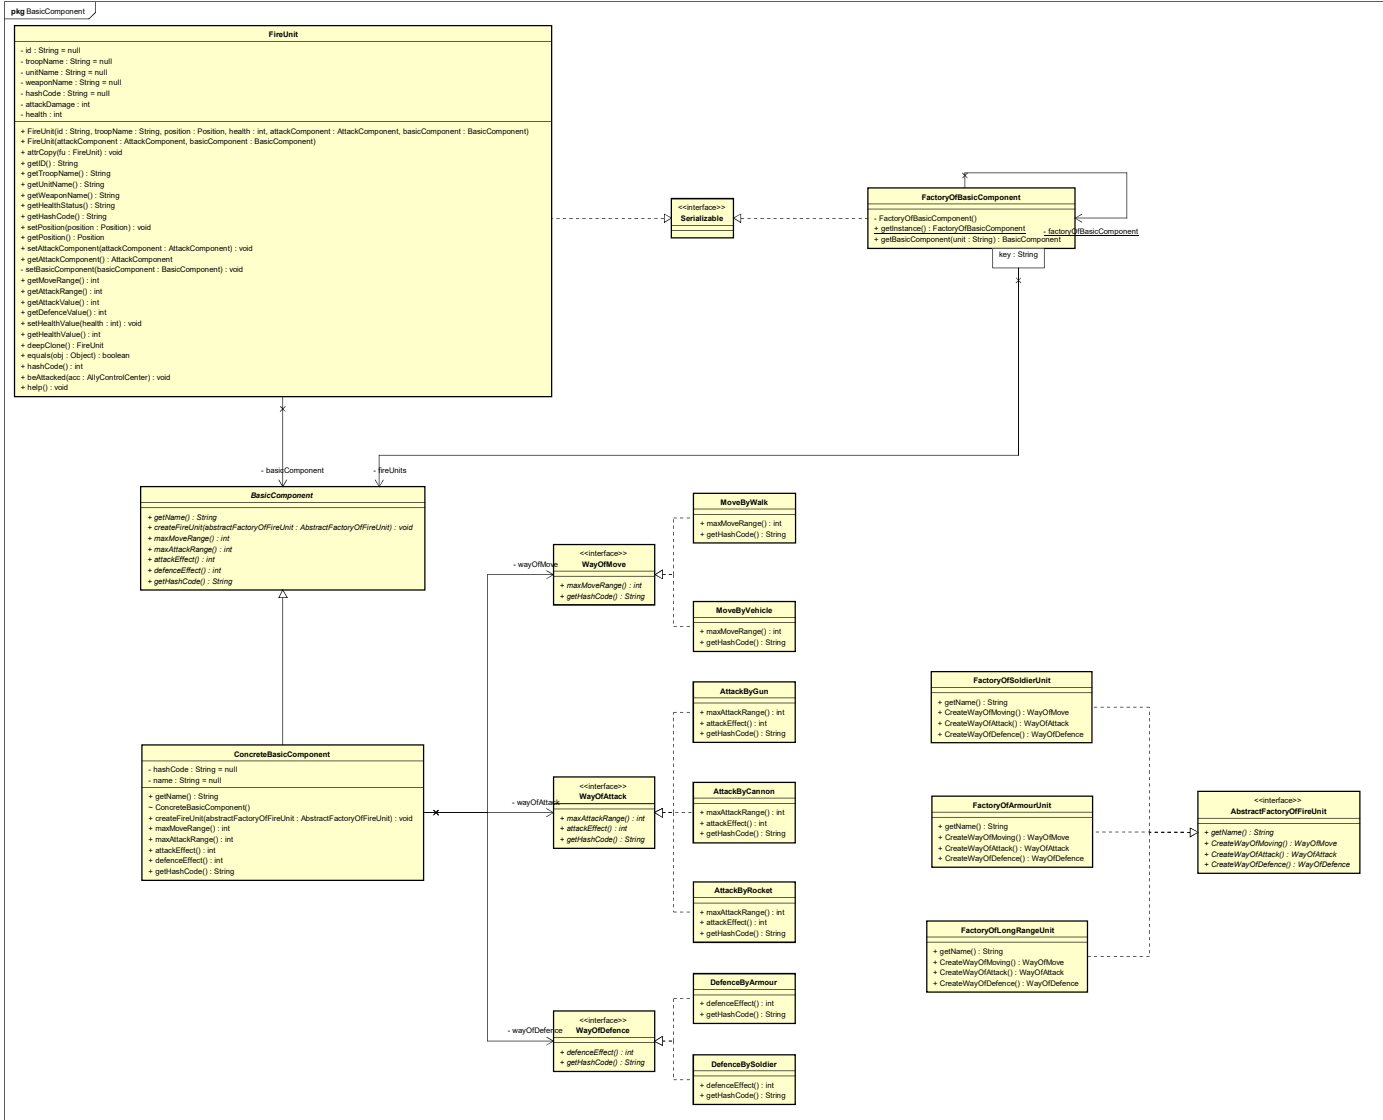 pkg BasicComponent
FireUnit
- id : String = null
- troopName : String = null
- unitName : String = null
- weaponName : String = null
- hashCode : String = null
- attackDamage : int
- health : int
+ FireUnit(id : String, troopName : String, position : Position, health : int, attackComponent : AttackComponent, basicComponent : BasicComponent)
+ FireUnit(attackComponent : AttackComponent, basicComponent : BasicComponent)
+ attrCopy(fu : FireUnit) : void
+ getID() : String
+ getTroopName() : String
+ getUnitName() : String
+ getWeaponName() : String
+ getHealthStatus() : String
+ getHashCode() : String
+ setPosition(position : Position) : void
+ getPosition() : Position
+ setAttackComponent(attackComponent : AttackComponent) : void
+ getAttackComponent() : AttackComponent
- setBasicComponent(basicComponent : BasicComponent) : void
+ getMoveRange() : int
+ getAttackRange() : int
+ getAttackValue() : int
+ getDefenceValue() : int
+ setHealthValue(health : int) : void
+ getHealthValue() : int
+ deepClone() : FireUnit
+ equals(obj : Object) : boolean
+ hashCode() : int
+ beAttacked(acc : AllyControlCenter) : void
+ help() : void
<<interface>>
Serializable
FactoryOfBasicComponent
- FactoryOfBasicComponent()
+ getInstance() : FactoryOfBasicComponent
+ getBasicComponent(unit : String) : BasicComponent
- factoryOfBasicComponent
key : String
- basicComponent
- fireUnits
BasicComponent
+ getName() : String
+ createFireUnit(abstractFactoryOfFireUnit : AbstractFactoryOfFireUnit) : void
+ maxMoveRange() : int
+ maxAttackRange() : int
+ attackEffect() : int
+ defenceEffect() : int
+ getHashCode() : String
ConcreteBasicComponent
- hashCode : String = null
- name : String = null
+ getName() : String
~ ConcreteBasicComponent()
+ createFireUnit(abstractFactoryOfFireUnit : AbstractFactoryOfFireUnit) : void
+ maxMoveRange() : int
+ maxAttackRange() : int
+ attackEffect() : int
+ defenceEffect() : int
+ getHashCode() : String
- wayOfMove
<<interface>>
WayOfMove
+ maxMoveRange() : int
+ getHashCode() : String
MoveByWalk
+ maxMoveRange() : int
+ getHashCode() : String
MoveByVehicle
+ maxMoveRange() : int
+ getHashCode() : String
- wayOfAttack
<<interface>>
WayOfAttack
+ maxAttackRange() : int
+ attackEffect() : int
+ getHashCode() : String
AttackByGun
+ maxAttackRange() : int
+ attackEffect() : int
+ getHashCode() : String
AttackByCannon
+ maxAttackRange() : int
+ attackEffect() : int
+ getHashCode() : String
AttackByRocket
+ maxAttackRange() : int
+ attackEffect() : int
+ getHashCode() : String
- wayOfDefence
<<interface>>
WayOfDefence
+ defenceEffect() : int
+ getHashCode() : String
DefenceByArmour
+ defenceEffect() : int
+ getHashCode() : String
DefenceBySoldier
+ defenceEffect() : int
+ getHashCode() : String
FactoryOfSoldierUnit
+ getName() : String
+ CreateWayOfMoving() : WayOfMove
+ CreateWayOfAttack() : WayOfAttack
+ CreateWayOfDefence() : WayOfDefence
FactoryOfArmourUnit
+ getName() : String
+ CreateWayOfMoving() : WayOfMove
+ CreateWayOfAttack() : WayOfAttack
+ CreateWayOfDefence() : WayOfDefence
FactoryOfLongRangeUnit
+ getName() : String
+ CreateWayOfMoving() : WayOfMove
+ CreateWayOfAttack() : WayOfAttack
+ CreateWayOfDefence() : WayOfDefence
<<interface>>
AbstractFactoryOfFireUnit
+ getName() : String
+ CreateWayOfMoving() : WayOfMove
+ CreateWayOfAttack() : WayOfAttack
+ CreateWayOfDefence() : WayOfDefence